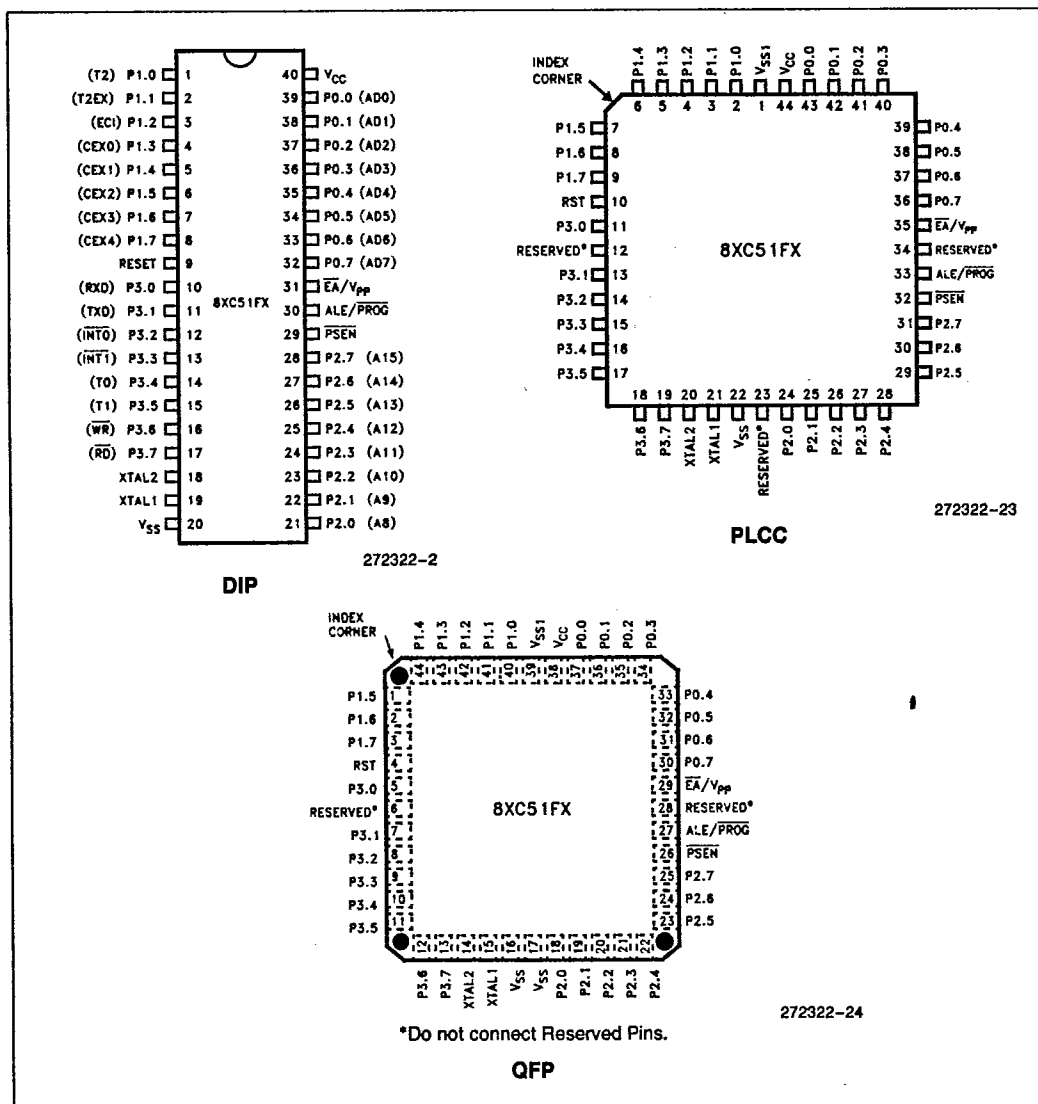 (T2) P1.0 1 40 VCC
(T2EX) P1.1 2 39 P0.0 (AD0)
(ECI) P1.2 3 38 P0.1 (AD1)
(CEX0) P1.3 4 37 P0.2 (AD2)
(CEX1) P1.4 5 36 P0.3 (AD3)
(CEX2) P1.5 6 35 P0.4 (AD4)
(CEX3) P1.6 7 34 P0.5 (AD5)
(CEX4) P1.7 8 33 P0.6 (AD6)
RESET 9 32 P0.7 (AD7)
(RXD) P3.0 10 31 E̅A̅/VPP
8XC51FX
(TXD) P3.1 11 30 ALE/P̅R̅O̅G̅
(I̅N̅T̅0̅) P3.2 12 29 P̅S̅E̅N̅
(I̅N̅T̅1̅) P3.3 13 28 P2.7 (A15)
(T0) P3.4 14 27 P2.6 (A14)
(T1) P3.5 15 26 P2.5 (A13)
(W̅R̅) P3.6 16 25 P2.4 (A12)
(R̅D̅) P3.7 17 24 P2.3 (A11)
XTAL2 18 23 P2.2 (A10)
XTAL1 19 22 P2.1 (A9)
VSS 20 21 P2.0 (A8)
272322-2
DIP
INDEX
CORNER
P1.4 P1.3 P1.2 P1.1 P1.0 VSS1 VCC P0.0 P0.1 P0.2 P0.3
6 5 4 3 2 1 44 43 42 41 40
P1.5 7 39 P0.4
P1.6 8 38 P0.5
P1.7 9 37 P0.6
RST 10 36 P0.7
P3.0 11 35 E̅A̅/VPP
RESERVED* 12 8XC51FX 34 RESERVED*
P3.1 13 33 ALE/P̅R̅O̅G̅
P3.2 14 32 P̅S̅E̅N̅
P3.3 15 31 P2.7
P3.4 16 30 P2.6
P3.5 17 29 P2.5
18 19 20 21 22 23 24 25 26 27 28
P3.6 P3.7 XTAL2 XTAL1 VSS RESERVED* P2.0 P2.1 P2.2 P2.3 P2.4
272322-23
PLCC
INDEX
CORNER
P1.4 P1.3 P1.2 P1.1 P1.0 VSS1 VCC P0.0 P0.1 P0.2 P0.3
44 43 42 41 40 39 38 37 36 35 34
P1.5 1 33 P0.4
P1.6 2 32 P0.5
P1.7 3 31 P0.6
RST 4 30 P0.7
P3.0 5 29 E̅A̅/VPP
RESERVED* 6 8XC51FX 28 RESERVED*
P3.1 7 27 ALE/P̅R̅O̅G̅
P3.2 8 26 P̅S̅E̅N̅
P3.3 9 25 P2.7
P3.4 10 24 P2.6
P3.5 11 23 P2.5
12 13 14 15 16 17 18 19 20 21 22
P3.6 P3.7 XTAL2 XTAL1 VSS VSS P2.0 P2.1 P2.2 P2.3 P2.4
272322-24
*Do not connect Reserved Pins.
QFP